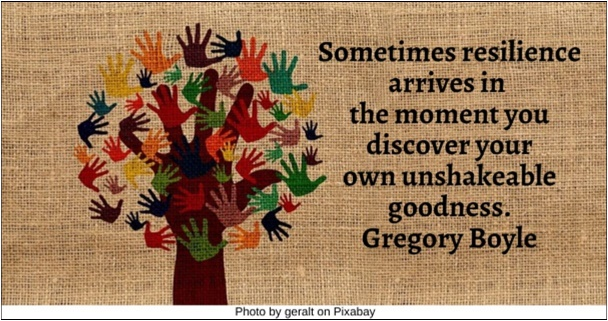 Sometimes resilience
arrives in
the moment you
discover your
own unshakeable
goodness.
Gregory Boyle
Photo by geralt on Pixabay